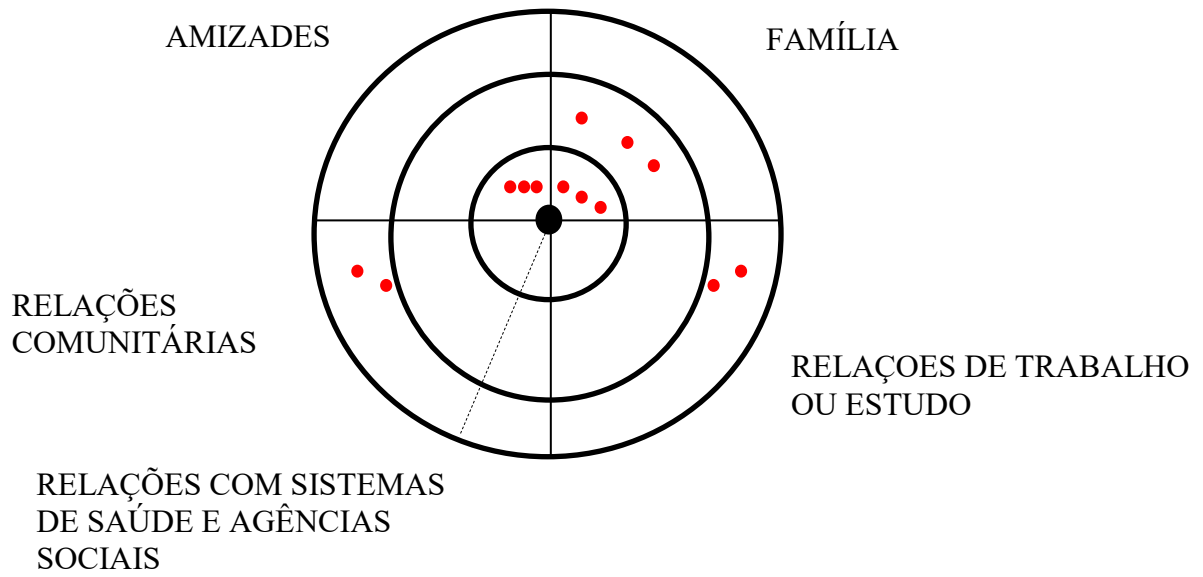 AMIZADES
FAMÍLIA
RELAÇÕES
COMUNITÁRIAS
RELAÇOES DE TRABALHO
OU ESTUDO
RELAÇÕES COM SISTEMAS
DE SAÚDE E AGÊNCIAS
SOCIAIS